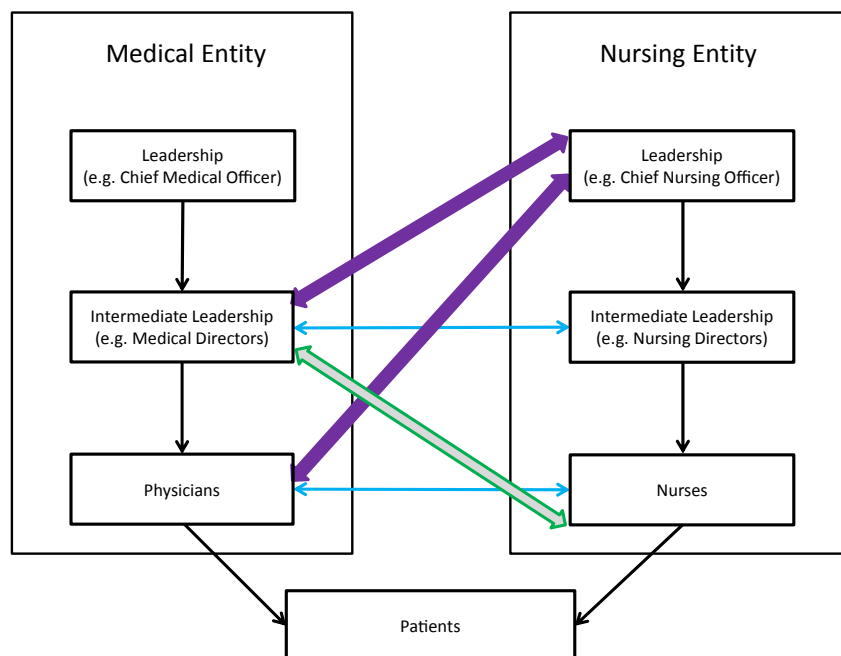 Medical Entity
Nursing Entity
Leadership
(e.g. Chief Medical Officer)
Leadership
(e.g. Chief Nursing Officer)
Intermediate Leadership
(e.g. Medical Directors)
Intermediate Leadership
(e.g. Nursing Directors)
Physicians
Nurses
Patients